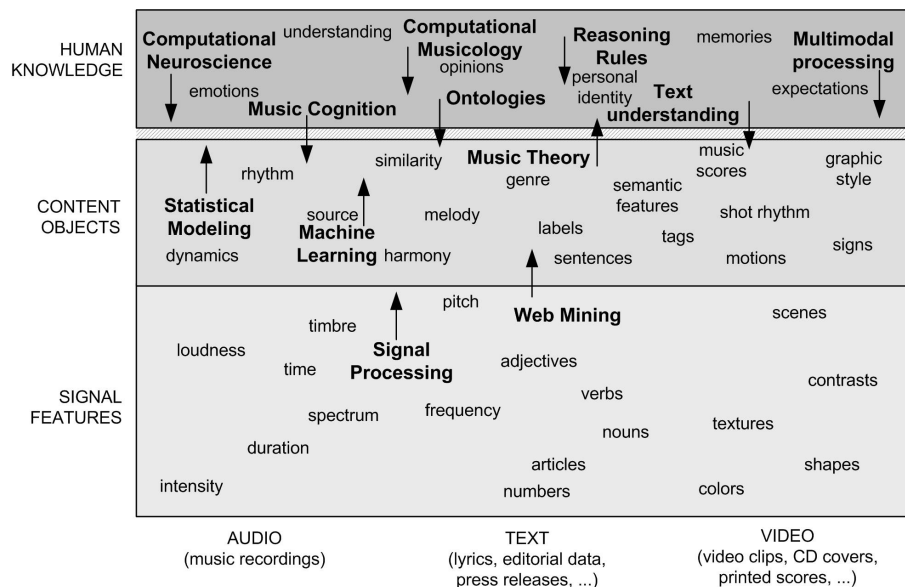 HUMAN
KNOWLEDGE
Computational
Neuroscience
understanding
Computational
Musicology
opinions
Reasoning
Rules
memories
Multimodal
processing
emotions
Music Cognition
Ontologies
personal
identity
Text
understanding
expectations
CONTENT
OBJECTS
rhythm
similarity
Music Theory
genre
music
scores
graphic
style
Statistical
Modeling
source
Machine
Learning
melody
semantic
features
shot rhythm
labels
tags
signs
dynamics
harmony
sentences
motions
SIGNAL
FEATURES
pitch
Web Mining
scenes
timbre
loudness
Signal
Processing
time
adjectives
contrasts
verbs
spectrum
frequency
textures
nouns
duration
articles
shapes
intensity
numbers
colors
AUDIO
(music recordings)
TEXT
(lyrics, editorial data,
press releases, ...)
VIDEO
(video clips, CD covers,
printed scores, ...)